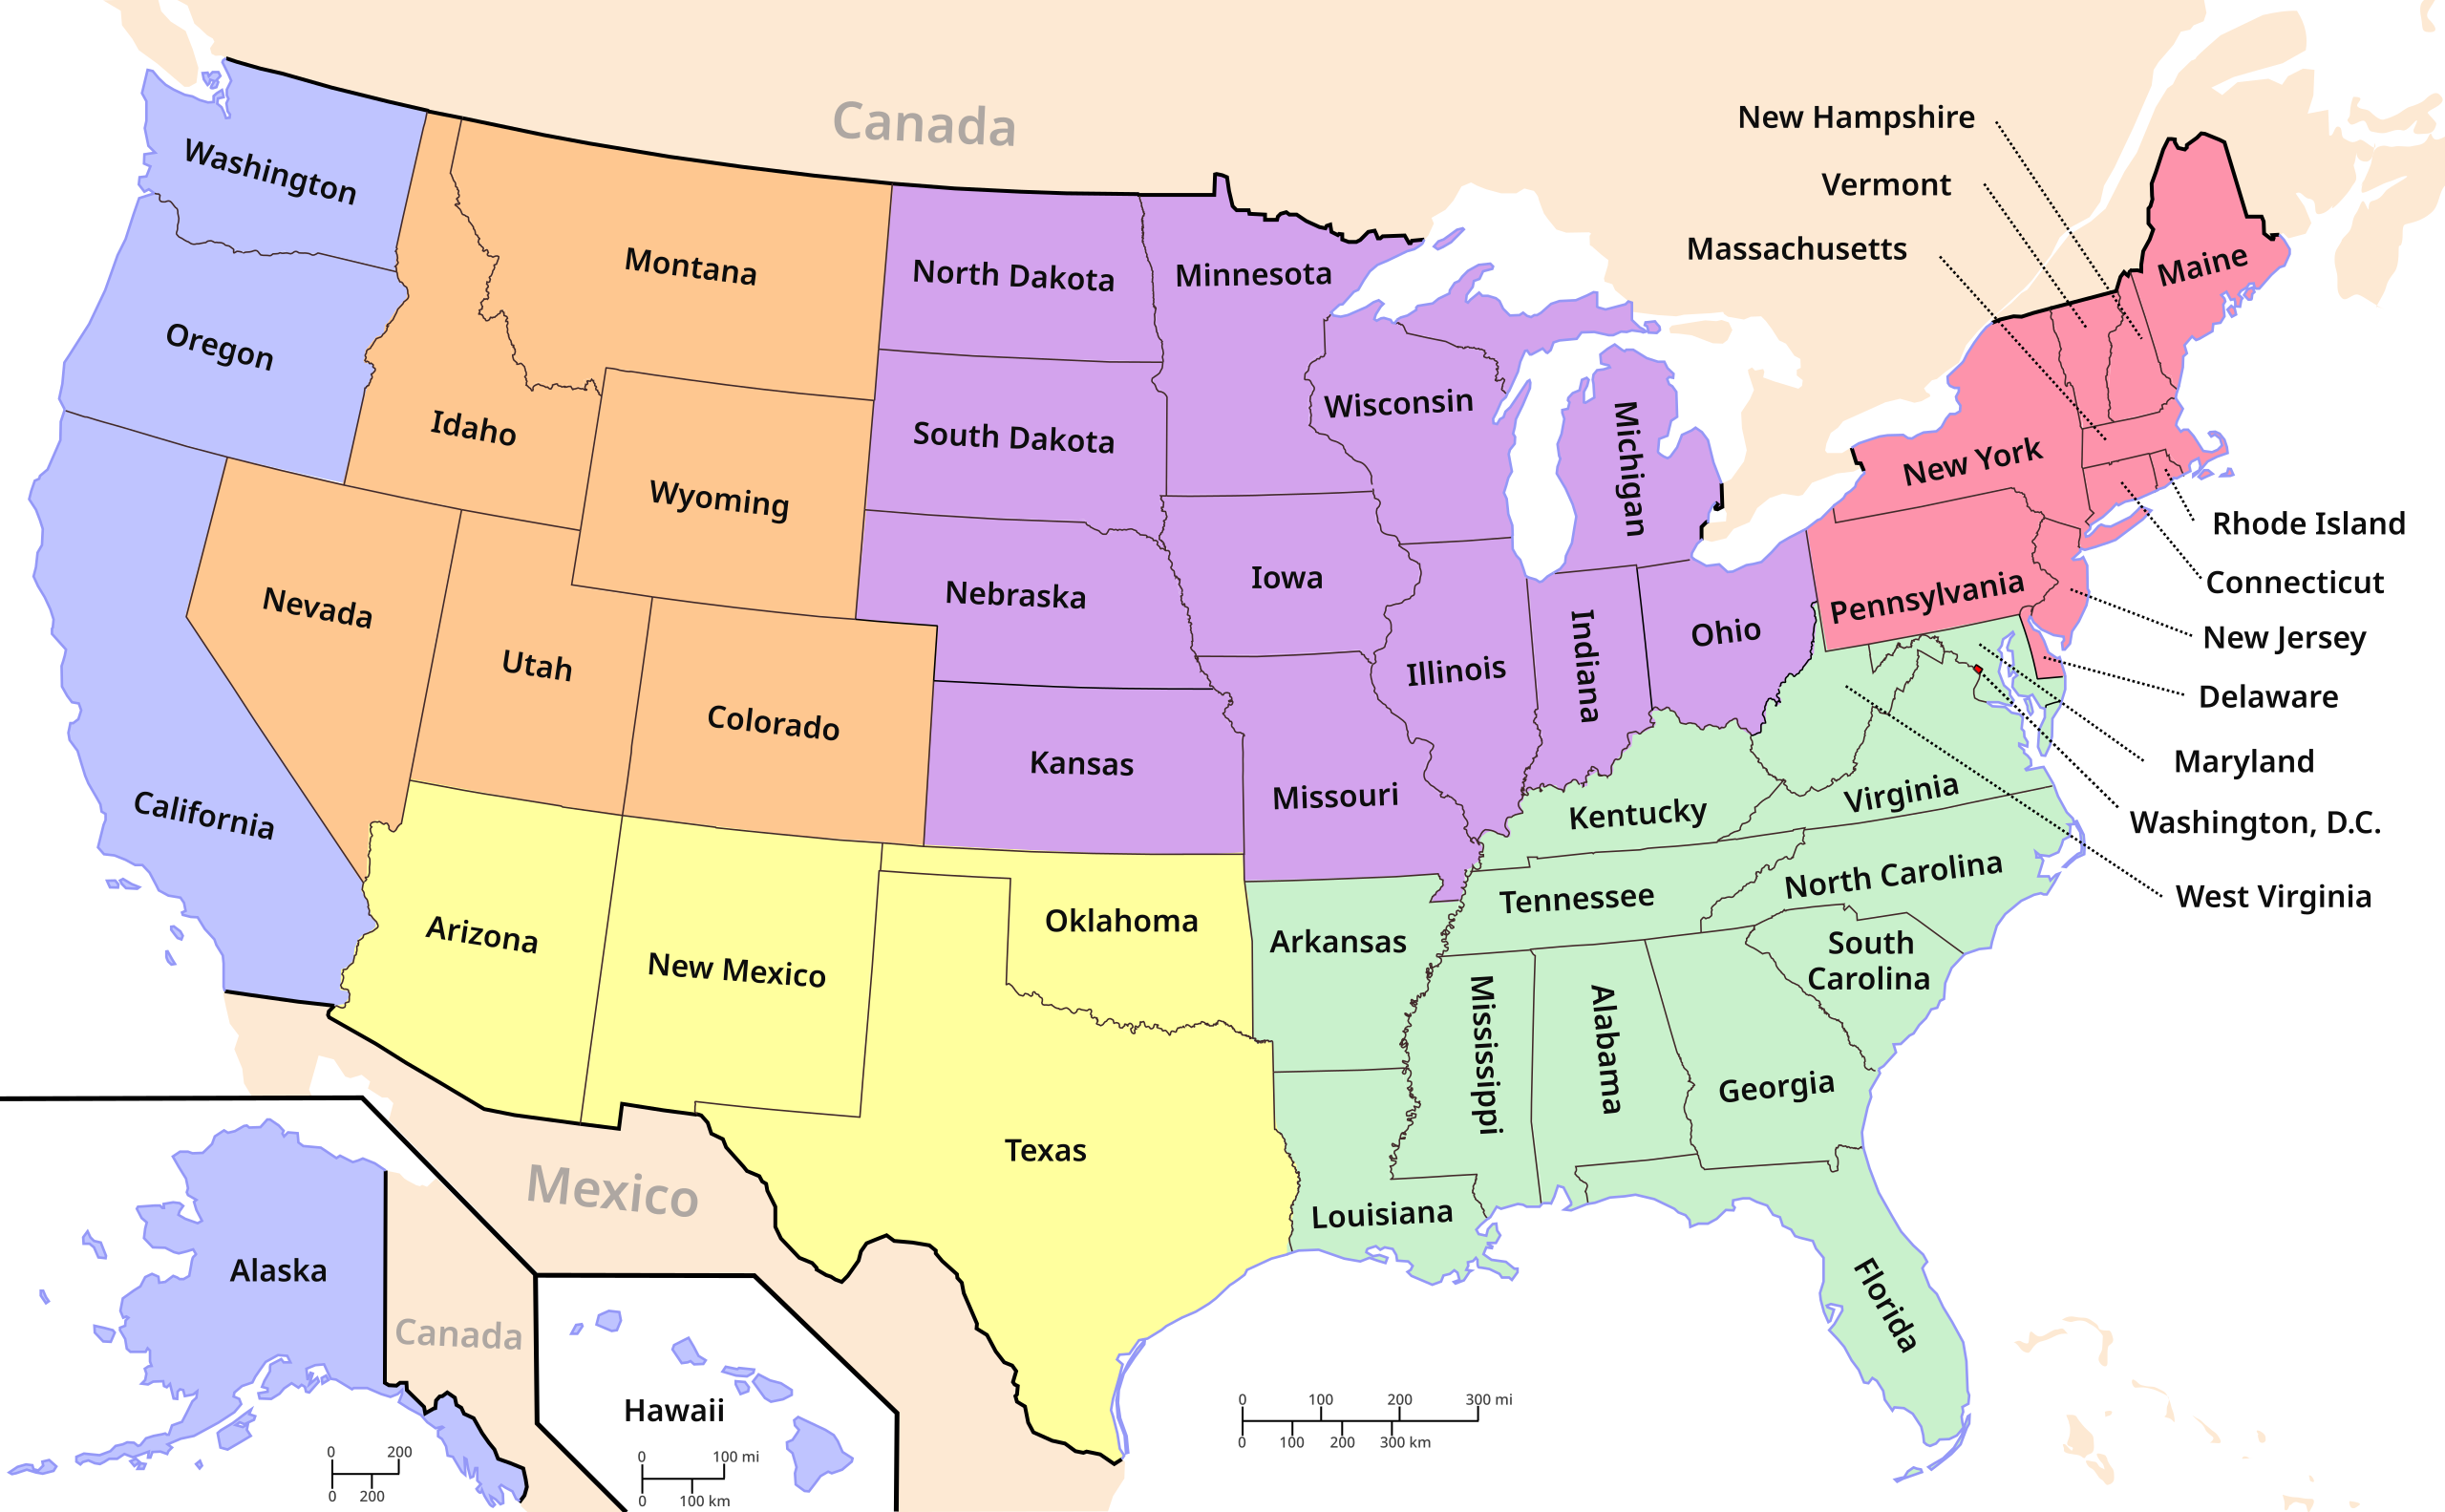 Canada
New Hampshire
Vermont
Massachusetts
Washington
Montana
North Dakota
Minnesota
Maine
Oregon
Idaho
Wisconsin
Michigan
South Dakota
New York
Wyoming
Rhode Island
Nevada
Nebraska
Iowa
Pennsylvania
Connecticut
Utah
Illinois
Indiana
Ohio
New Jersey
Delaware
Colorado
Kansas
Maryland
California
Missouri
Kentucky
Virginia
Washington, D.C.
Arizona
New Mexico
Oklahoma
Arkansas
Tennessee
North Carolina
West Virginia
South
Carolina
Mississippi
Alabama
Georgia
Texas
Mexico
Louisiana
Florida
Alaska
Canada
Hawaii
0 200
0 200
0 100 mi
0 100 km
0 100 200 300 mi
0 100 200 300 km